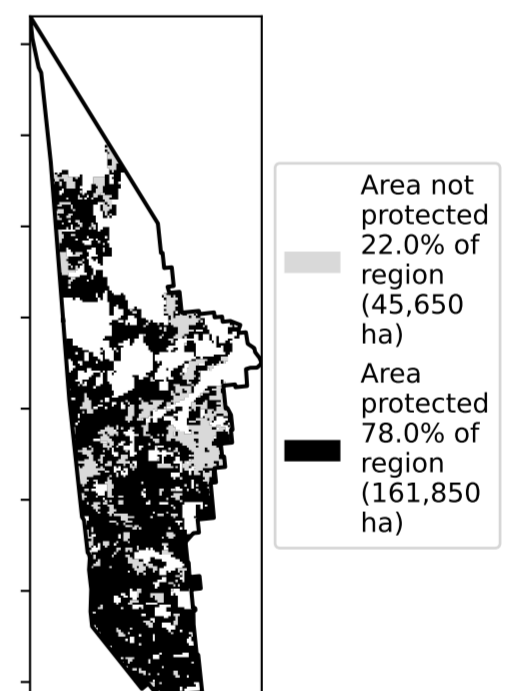 Area not
protected
22.0% of
region
(45,650
ha)
Area
protected
78.0% of
region
(161,850
ha)